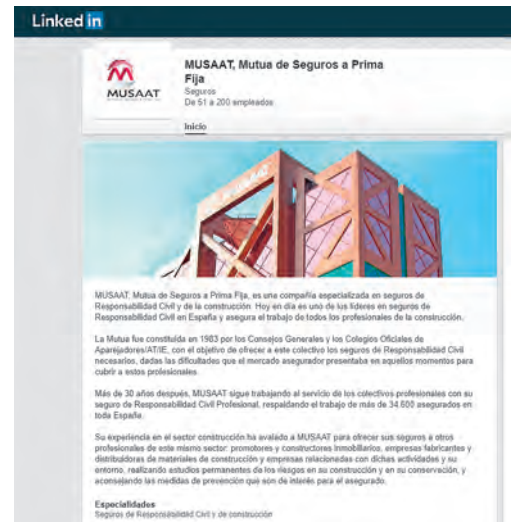 Linked in
MUSAAT
MUSAAT, Mutua de Seguros a Prima
Fija
Seguros
De 51 a 200 empleados
Inicio
MUSAAT
MUSAAT, Mutua de Seguros a Prima Fija, es una compañía especializada en seguros de
Responsabilidad Civil y de la construcción. Hoy en día es uno de los líderes en seguros de
Responsabilidad Civil en España y asegura el trabajo de todos los profesionales de la construcción.
La Mutua fue constituida en 1983 por los Consejos Generales y los Colegios Oficiales de
Aparejadores/AT/IE, con el objetivo de ofrecer a este colectivo los seguros de Responsabilidad Civil
necesarios, dadas las dificultades que el mercado asegurador presentaba en aquellos momentos para
cubrir a estos profesionales.
Más de 30 años después, MUSAAT sigue trabajando al servicio de los colectivos profesionales con su
seguro de Responsabilidad Civil Profesional, respaldando el trabajo de más de 34.600 asegurados en
toda España.
Su experiencia en el sector construcción ha avalado a MUSAAT para ofrecer sus seguros a otros
profesionales de este mismo sector: promotores y constructores inmobiliarios, empresas fabricantes y
distribuidoras de materiales de construcción y empresas relacionadas con dichas actividades y su
entorno, realizando estudios permanentes de los riesgos en su construcción y en su conservación, y
aconsejando las medidas de prevención que son de interés para el asegurado.
Especialidades
Seguros de Responsabilidad Civil y de construcción